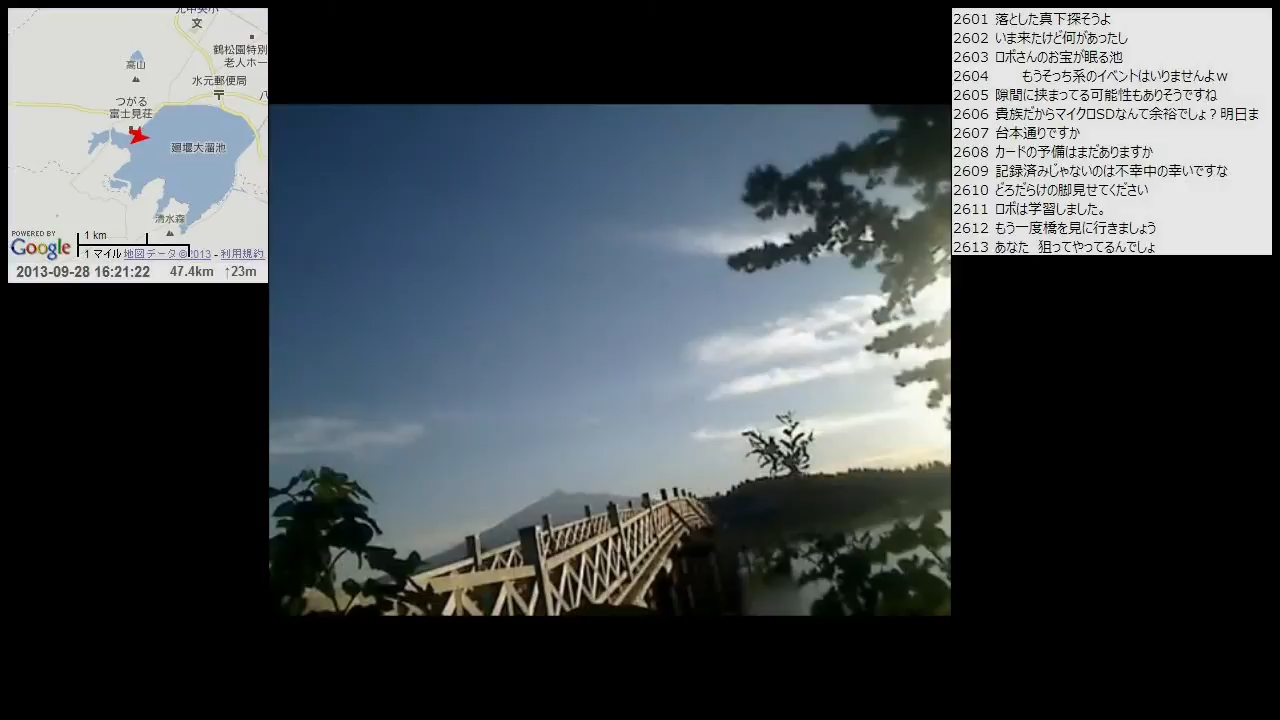 元中央小
文
鶴松園特別
老人ホー
高山
水元郵便局
つがる
富士見荘
廻堰大溜池
清水森
POWERED BY
Google
1 km
1 マイル
地図データ ©2013 - 利用規約
2013-09-28 16:21:22 47.4km ↑23m
2601 落とした真下探そうよ
2602 いま来たけど何があったし
2603 ロボさんのお宝が眠る池
2604 もうそっち系のイベントはいりませんよw
2605 隙間に挟まってる可能性もありそうですね
2606 貴族だからマイクロSDなんて余裕でしょ？明日ま
2607 台本通りですか
2608 カードの予備はまだありますか
2609 記録済みじゃないのは不幸中の幸いですな
2610 どろだらけの脚見せてください
2611 ロボは学習しました。
2612 もう一度橋を見に行きましょう
2613 あなた 狙ってやってるんでしょ